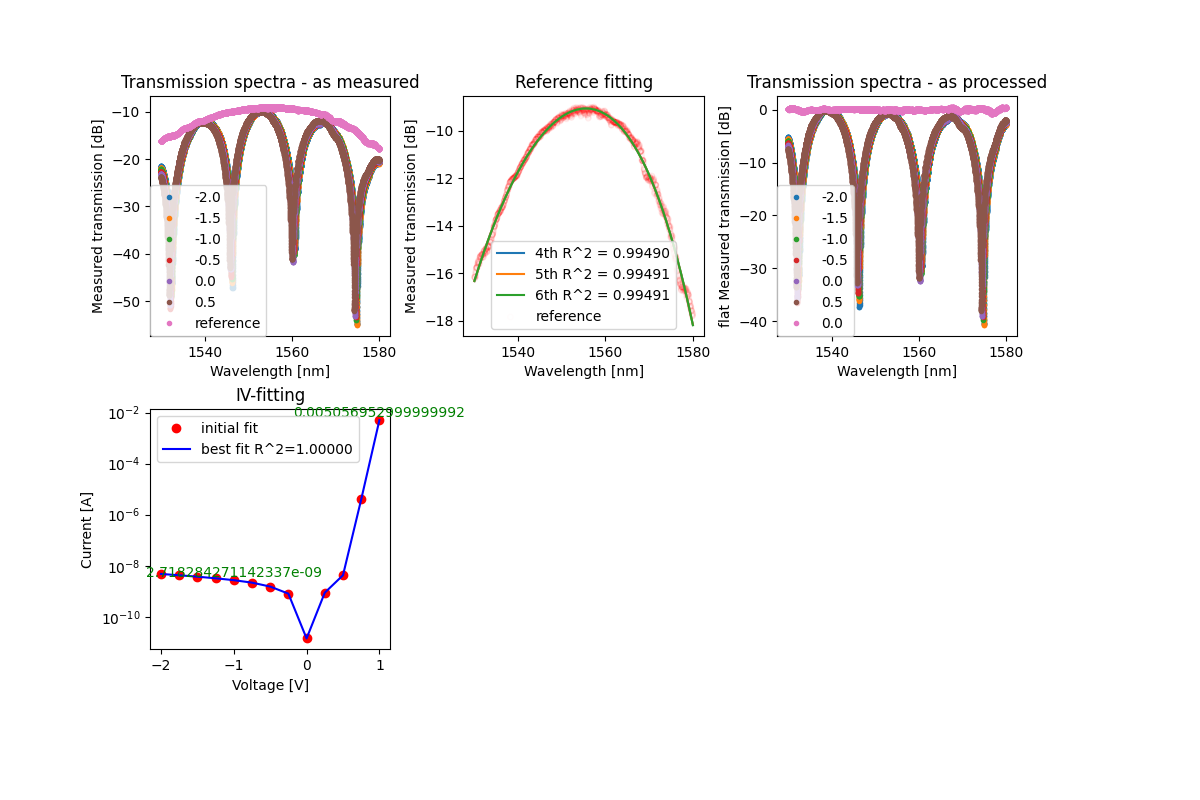 Transmission spectra - as measured
Measured transmission [dB]
−10
−20
−30
−40
−50
-2.0
-1.5
-1.0
-0.5
0.0
0.5
reference
1540
1560
1580
Wavelength [nm]
Reference fitting
Measured transmission [dB]
−10
−12
−14
−16
−18
4th R^2 = 0.99490
5th R^2 = 0.99491
6th R^2 = 0.99491
reference
1540
1560
1580
Wavelength [nm]
Transmission spectra - as processed
flat Measured transmission [dB]
0
−10
−20
−30
−40
-2.0
-1.5
-1.0
-0.5
0.0
0.5
0.0
1540
1560
1580
Wavelength [nm]
IV-fitting
0.005056952999999992
Current [A]
10^−2
10^−4
10^−6
10^−8
10^−10
initial fit
best fit R^2=1.00000
-2.718284271142337e-09
−2
−1
0
1
Voltage [V]